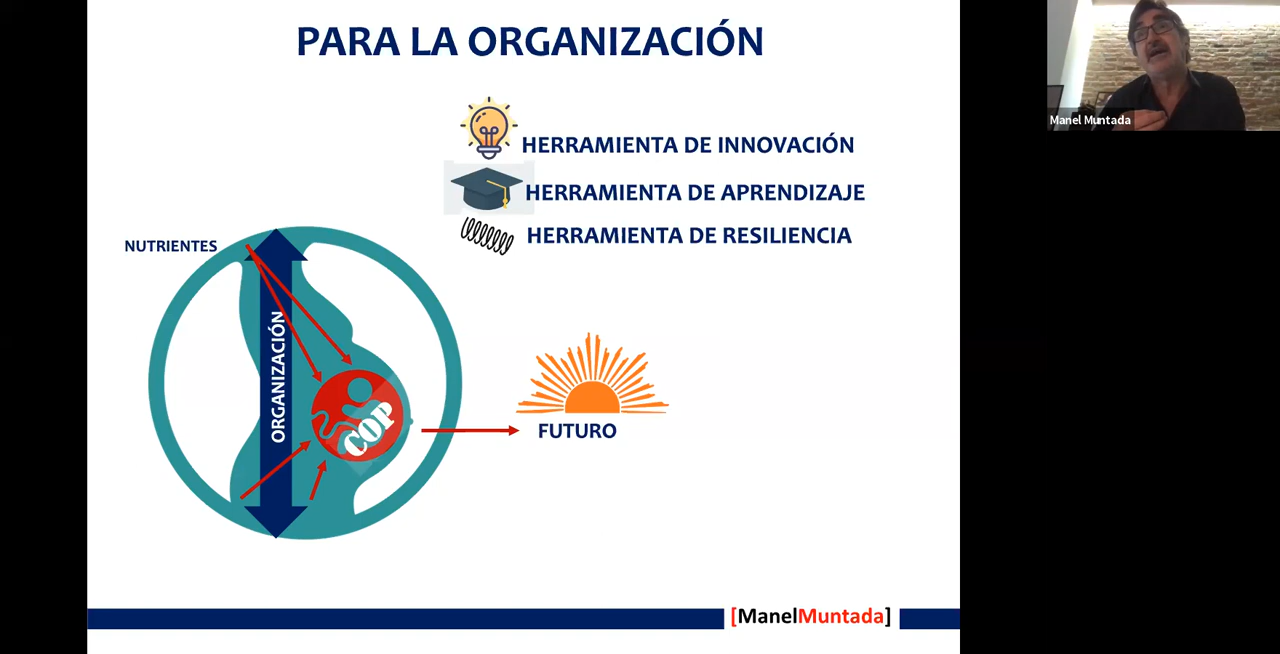 PARA LA ORGANIZACIÓN
Manel Muntada
HERRAMIENTA DE INNOVACIÓN
HERRAMIENTA DE APRENDIZAJE
HERRAMIENTA DE RESILIENCIA
NUTRIENTES
ORGANIZACIÓN
COP
FUTURO
[ManelMuntada]